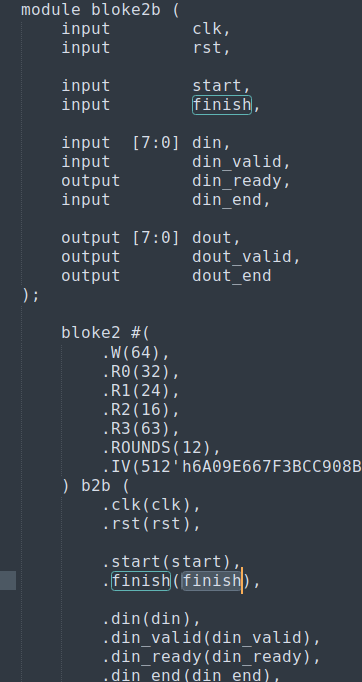 module bloke2b (
input clk,
input rst,
input start,
input finish,
input [7:0] din,
input din_valid,
output din_ready,
input din_end,
output [7:0] dout,
output dout_valid,
output dout_end
);
bloke2 #(
.W(64),
.R0(32),
.R1(24),
.R2(16),
.R3(63),
.ROUNDS(12),
.IV(512'h6A09E667F3BCC908B
) b2b (
.clk(clk),
.rst(rst),
.start(start),
.finish(finish),
.din(din),
.din_valid(din_valid),
.din_ready(din_ready),
.din_end(din_end),